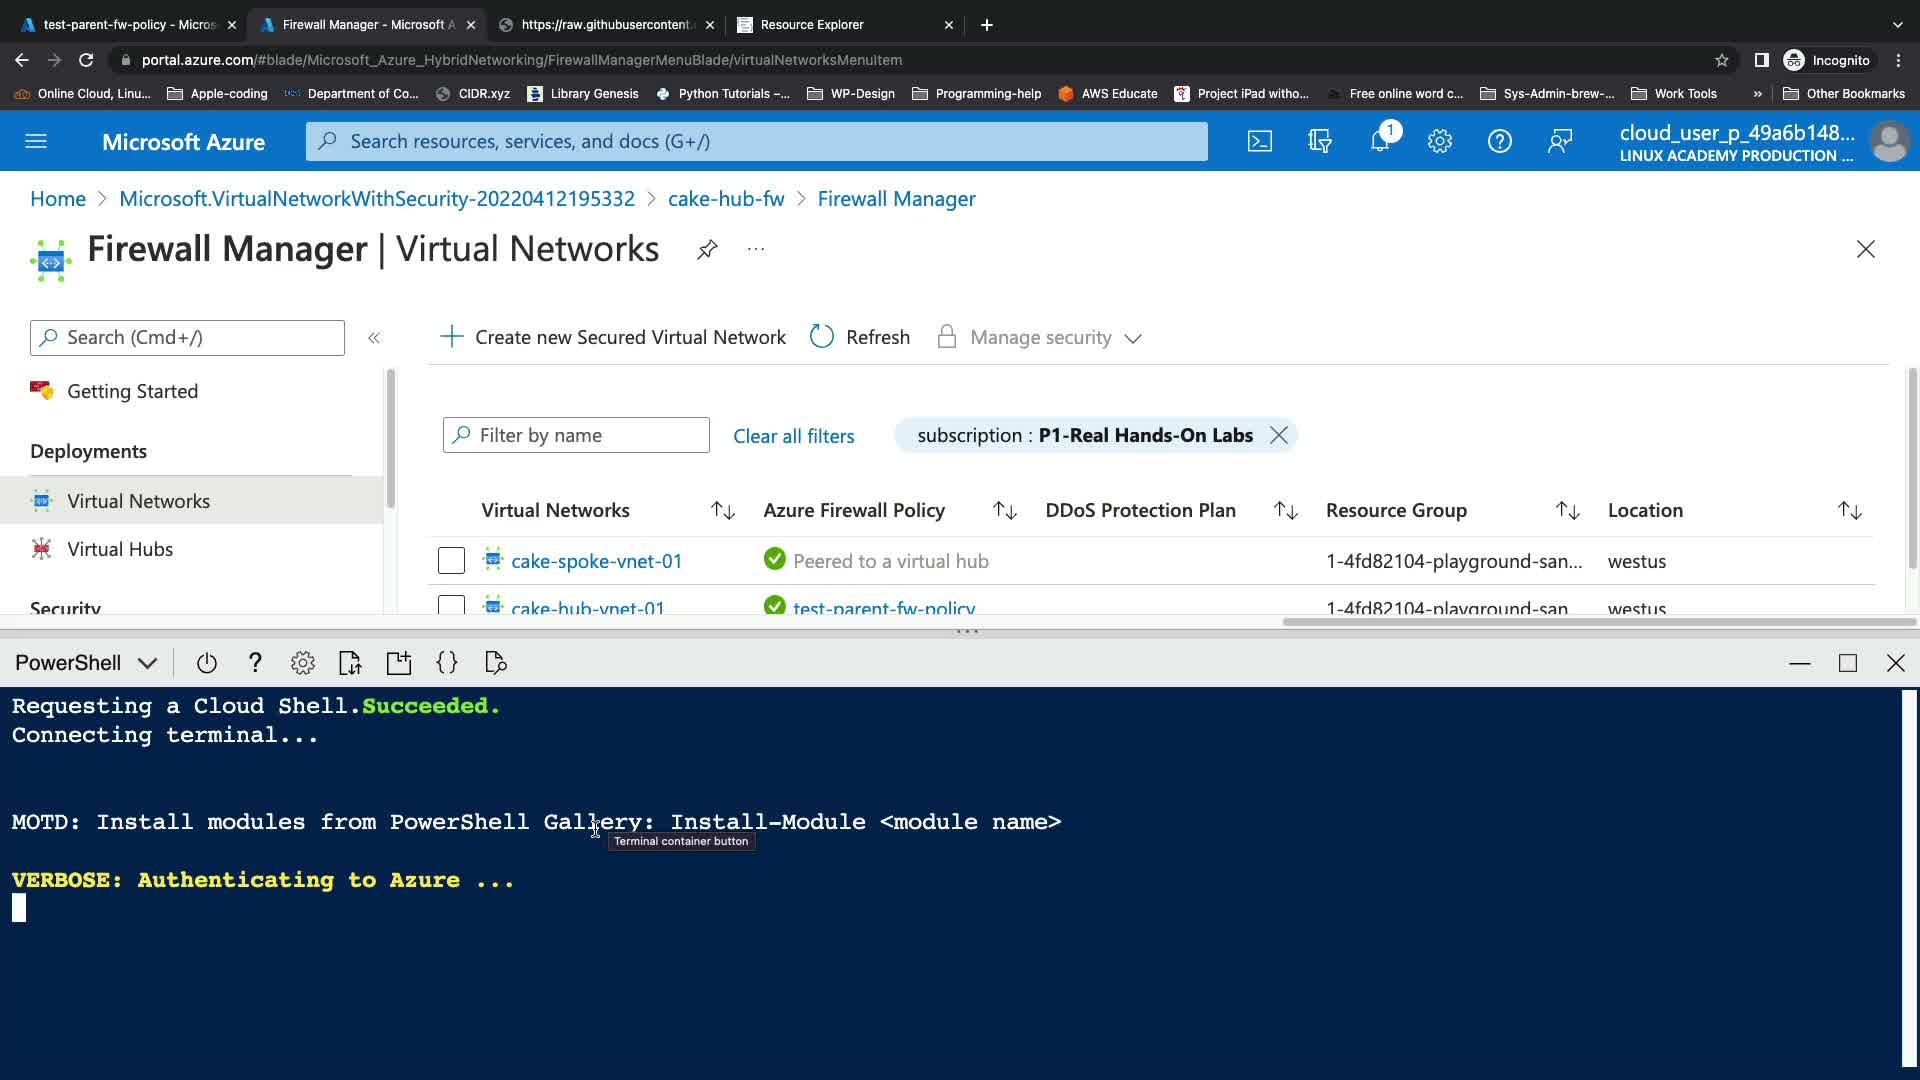 test-parent-fw-policy - Micros
Firewall Manager - Microsoft A
https://raw.githubusercontent.
Resource Explorer
portal.azure.com/#blade/Microsoft_Azure_HybridNetworking/FirewallManagerMenuBlade/virtualNetworksMenuItem
Incognito
Online Cloud, Linu...
Apple-coding
Department of Co...
CIDR.xyz
Library Genesis
Python Tutorials –...
WP-Design
Programming-help
AWS Educate
Project iPad witho...
Free online word c...
Sys-Admin-brew-...
Work Tools
»
Other Bookmarks
Microsoft Azure
Search resources, services, and docs (G+/)
1
cloud_user_p_49a6b148...
LINUX ACADEMY PRODUCTION ...
Home > Microsoft.VirtualNetworkWithSecurity-20220412195332 > cake-hub-fw > Firewall Manager
Firewall Manager | Virtual Networks
...
Search (Cmd+/)
«
Create new Secured Virtual Network
Refresh
Manage security
Getting Started
Deployments
Virtual Networks
Virtual Hubs
Security
Filter by name
Clear all filters
subscription : P1-Real Hands-On Labs
Virtual Networks
Azure Firewall Policy
DDoS Protection Plan
Resource Group
Location
cake-spoke-vnet-01
Peered to a virtual hub
1-4fd82104-playground-san...
westus
cake-hub-vnet-01
test-parent-fw-policy
1-4fd82104-playground-san
westus
PowerShell
?
{}
Requesting a Cloud Shell.Succeeded.
Connecting terminal...
MOTD: Install modules from PowerShell Gallery: Install-Module <module name>
Terminal container button
VERBOSE: Authenticating to Azure ...